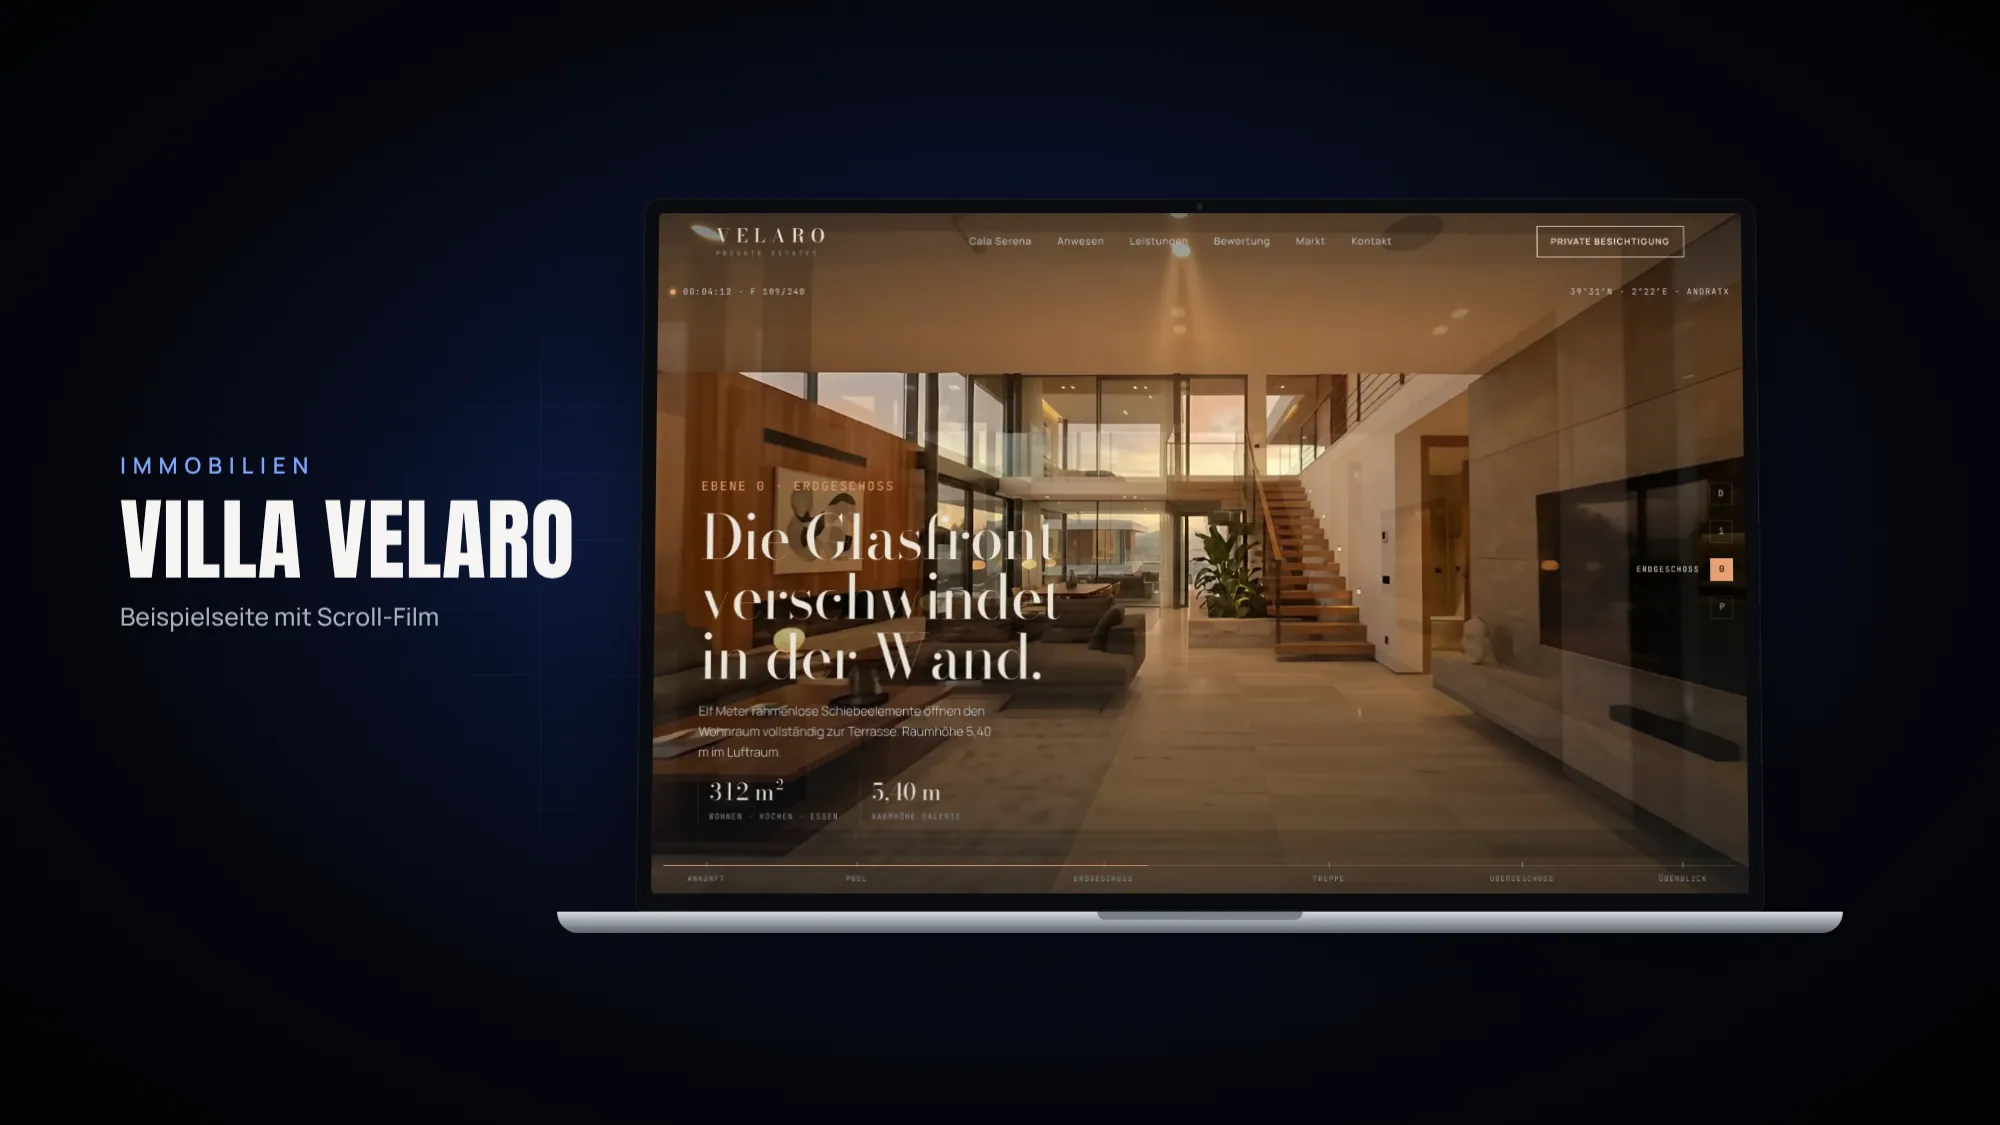 IMMOBILIEN
VILLA VELARO
Beispielseite mit Scroll-Film
VELARO
PRIVATE ESTATES
Cala Serena Anwesen Leistungen Bewertung Markt Kontakt
PRIVATE BESICHTIGUNG
00:04:12 · F 109/240
39°31'N · 2°22'E · ANDRATX
EBENE 0 · ERDGESCHOSS
Die Glasfront
verschwindet
in der Wand.
Elf Meter rahmenlose Schiebeelemente öffnen den
Wohnraum vollständig zur Terrasse. Raumhöhe 5,40
m im Luftraum.
312 m² 5,40 m
WOHNEN · KOCHEN · ESSEN RAUMHÖHE GALERIE
D
1
ERDGESCHOSS 0
P
ANKUNFT POOL ERDGESCHOSS TREPPE OBERGESCHOSS ÜBERBLICK